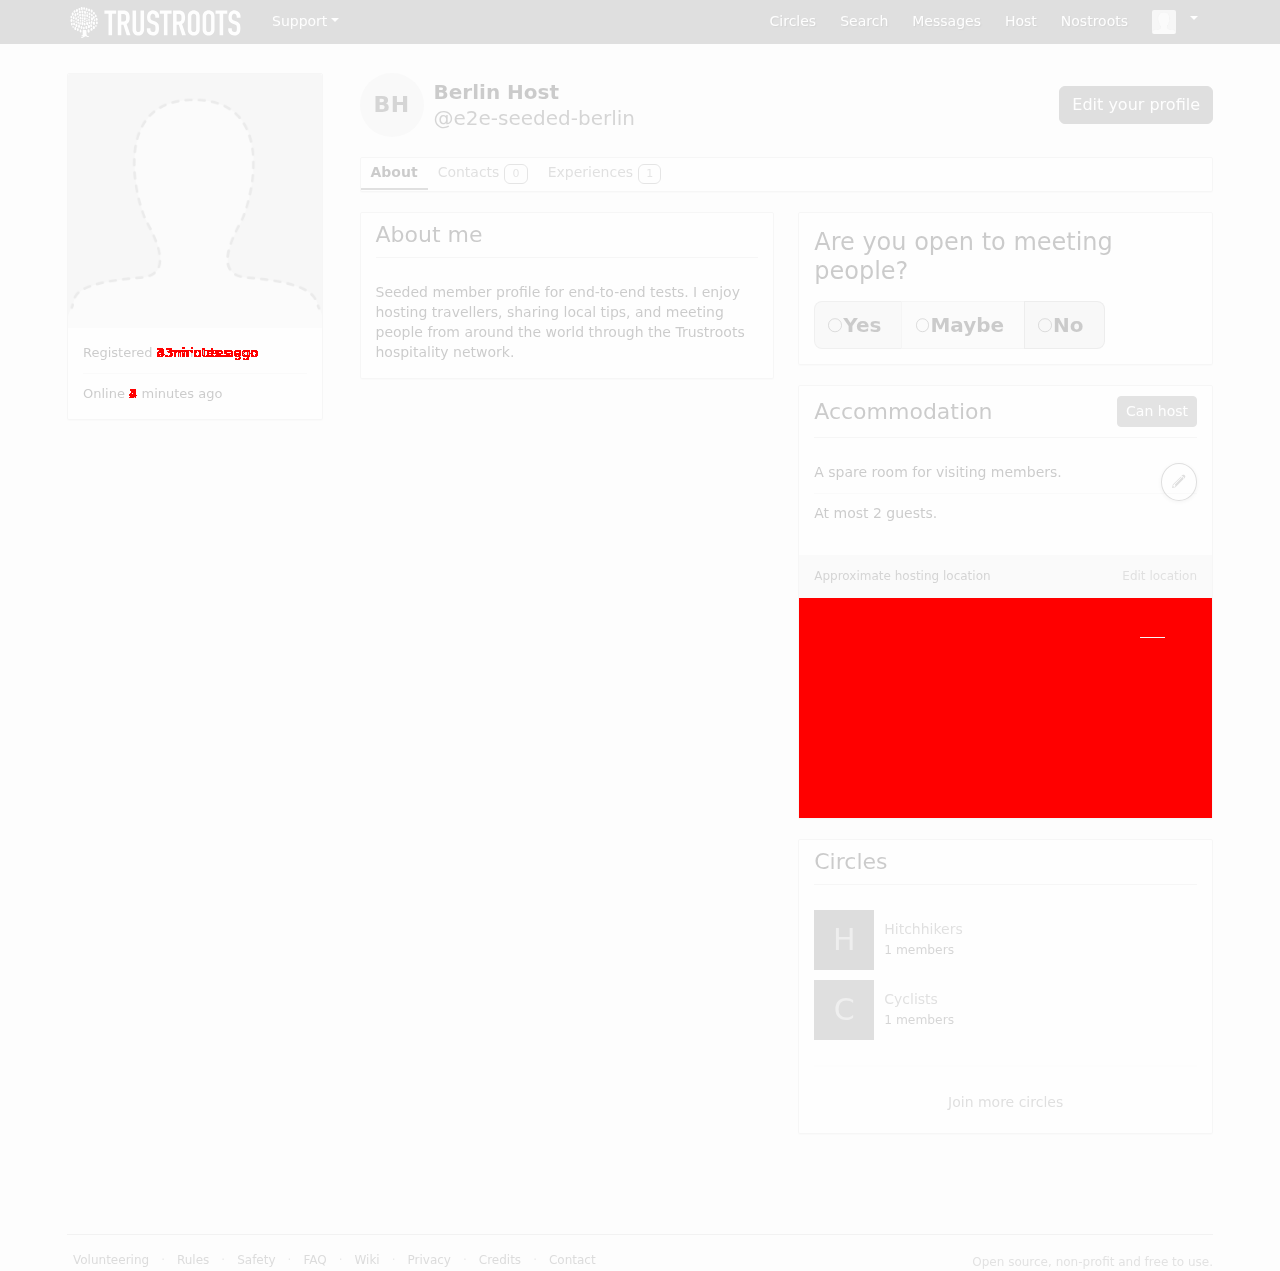 TRUSTROOTS Support Circles Search Messages Host Nostroots
BH Berlin Host
@e2e-seeded-berlin
Edit your profile
About Contacts 0 Experiences 1
Registered
Online minutes ago
About me
Seeded member profile for end-to-end tests. I enjoy
hosting travellers, sharing local tips, and meeting
people from around the world through the Trustroots
hospitality network.
Are you open to meeting
people?
Yes Maybe No
Accommodation Can host
A spare room for visiting members.
At most 2 guests.
Approximate hosting location Edit location
Circles
H Hitchhikers
1 members
C Cyclists
1 members
Join more circles
Volunteering · Rules · Safety · FAQ · Wiki · Privacy · Credits · Contact
Open source, non-profit and free to use.